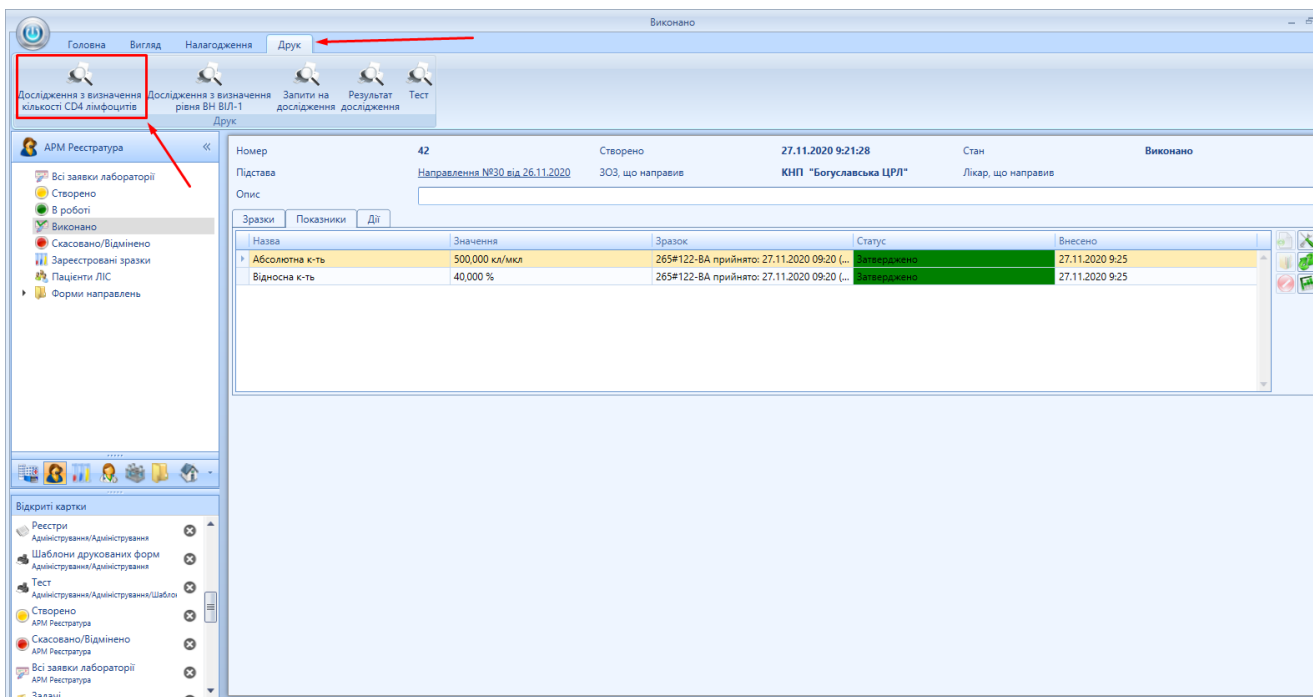 Виконано
Головна Вигляд Налагодження Друк
Дослідження з визначення кількості CD4 лімфоцитів
Дослідження з визначення рівня ВН ВІЛ-1
Запити на дослідження
Результат дослідження
Тест
Друк
АРМ Реєстратура
Всі заявки лабораторії
Створено
В роботі
Виконано
Скасовано/Відмінено
Зареєстровані зразки
Пацієнти ЛІС
Форми направлень
Номер 42 Створено 27.11.2020 9:21:28 Стан Виконано
Підстава Направлення №30 від 26.11.2020 ЗОЗ, що направив КНП "Богуславська ЦРЛ" Лікар, що направив
Опис
Зразки Показники Дії
Назва Значення Зразок Статус Внесено
Абсолютна к-ть 500,000 кл/мкл 265#122-ВА прийнято: 27.11.2020 09:20 (... Затверджено 27.11.2020 9:25
Відносна к-ть 40,000 % 265#122-ВА прийнято: 27.11.2020 09:20 (... Затверджено 27.11.2020 9:25
Відкриті картки
Реєстри
Адміністрування/Адміністрування
Шаблони друкованих форм
Адміністрування/Адміністрування
Тест
Адміністрування/Адміністрування/Шаблон
Створено
АРМ Реєстратура
Скасовано/Відмінено
АРМ Реєстратура
Всі заявки лабораторії
АРМ Реєстратура
Задачі